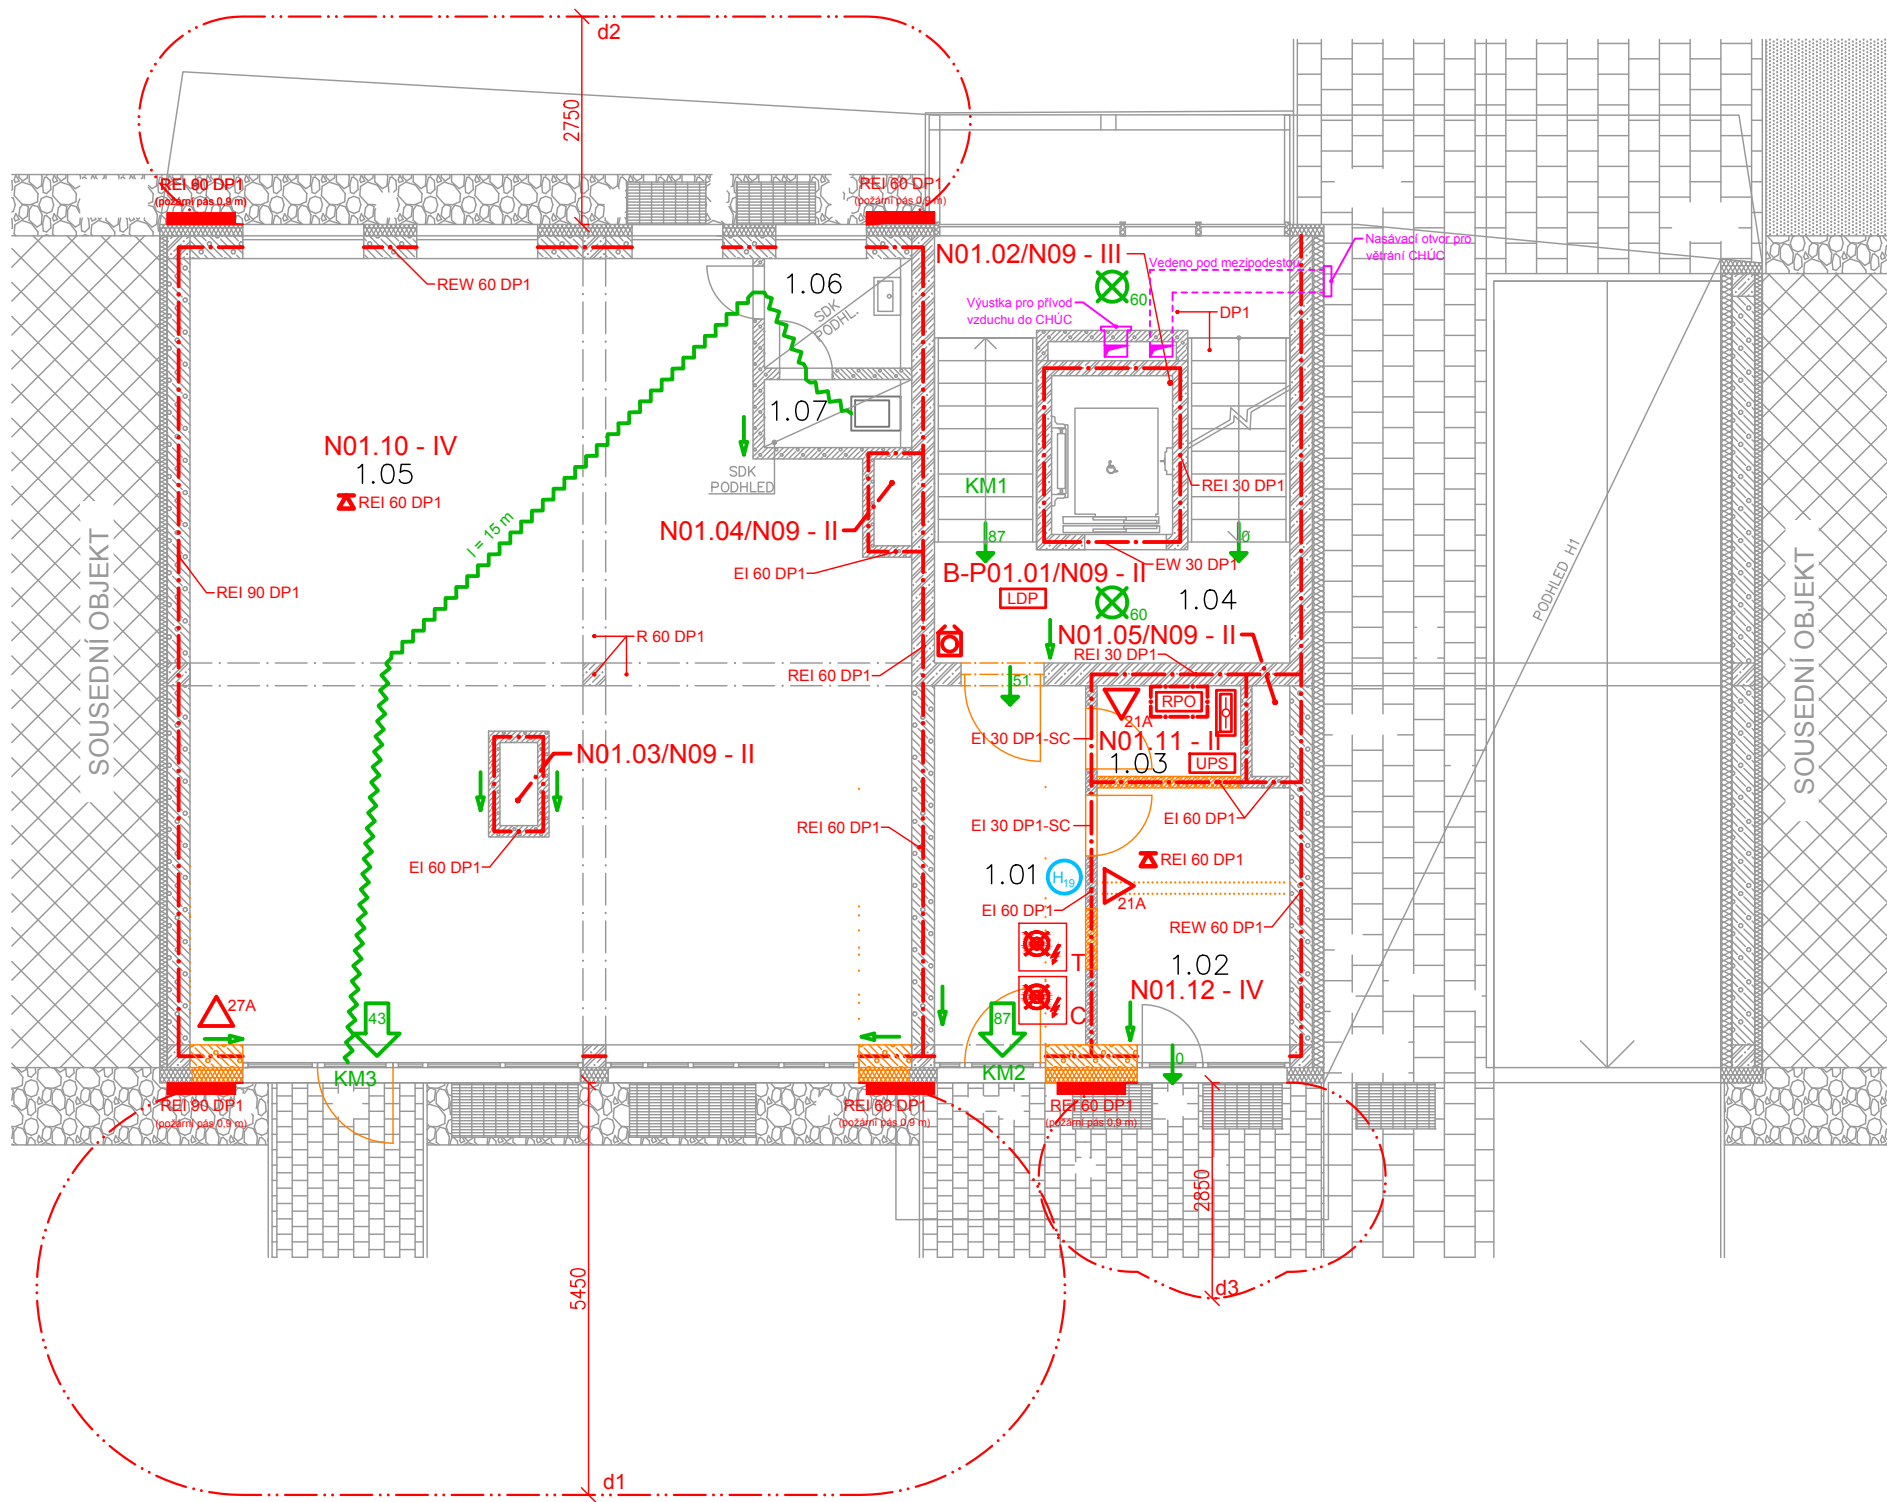 d2
2750
REI 60 DP1
(požární pás 0,9 m)
REI 60 DP1
(požární pás 0,9 m)
REW 60 DP1
1.06
SDK
PODHL.
N01.02/N09 - III
60
Vedeno pod mezipodestou
Nasávací otvor pro
větrání CHÚC
Výustka pro přívod
vzduchu do CHÚC
DP1
1.07
N01.10 - IV
1.05
REI 60 DP1
SDK
PODHLED
KM1
REI 30 DP1
N01.04/N09 - II
l = 15 m
87
0
EW 30 DP1
EI 60 DP1
B-P01.01/N09 - II
LDP
60
1.04
REI 90 DP1
SOUSEDNÍ OBJEKT
PODHLED H1
SOUSEDNÍ OBJEKT
R 60 DP1
N01.05/N09 - II
REI 30 DP1
REI 60 DP1
51
RPO
21A
EI 30 DP1-SC
N01.11 - II
1.03
UPS
N01.03/N09 - II
REI 60 DP1
EI 30 DP1-SC
EI 60 DP1
EI 60 DP1
REI 60 DP1
1.01
H19
21A
EI 60 DP1
REW 60 DP1
T
1.02
N01.12 - IV
C
27A
43
87
0
KM3
KM2
REI 90 DP1
(požární pás 0,9 m)
REI 60 DP1
(požární pás 0,9 m)
REI 60 DP1
(požární pás 0,9 m)
2850
d3
5450
d1